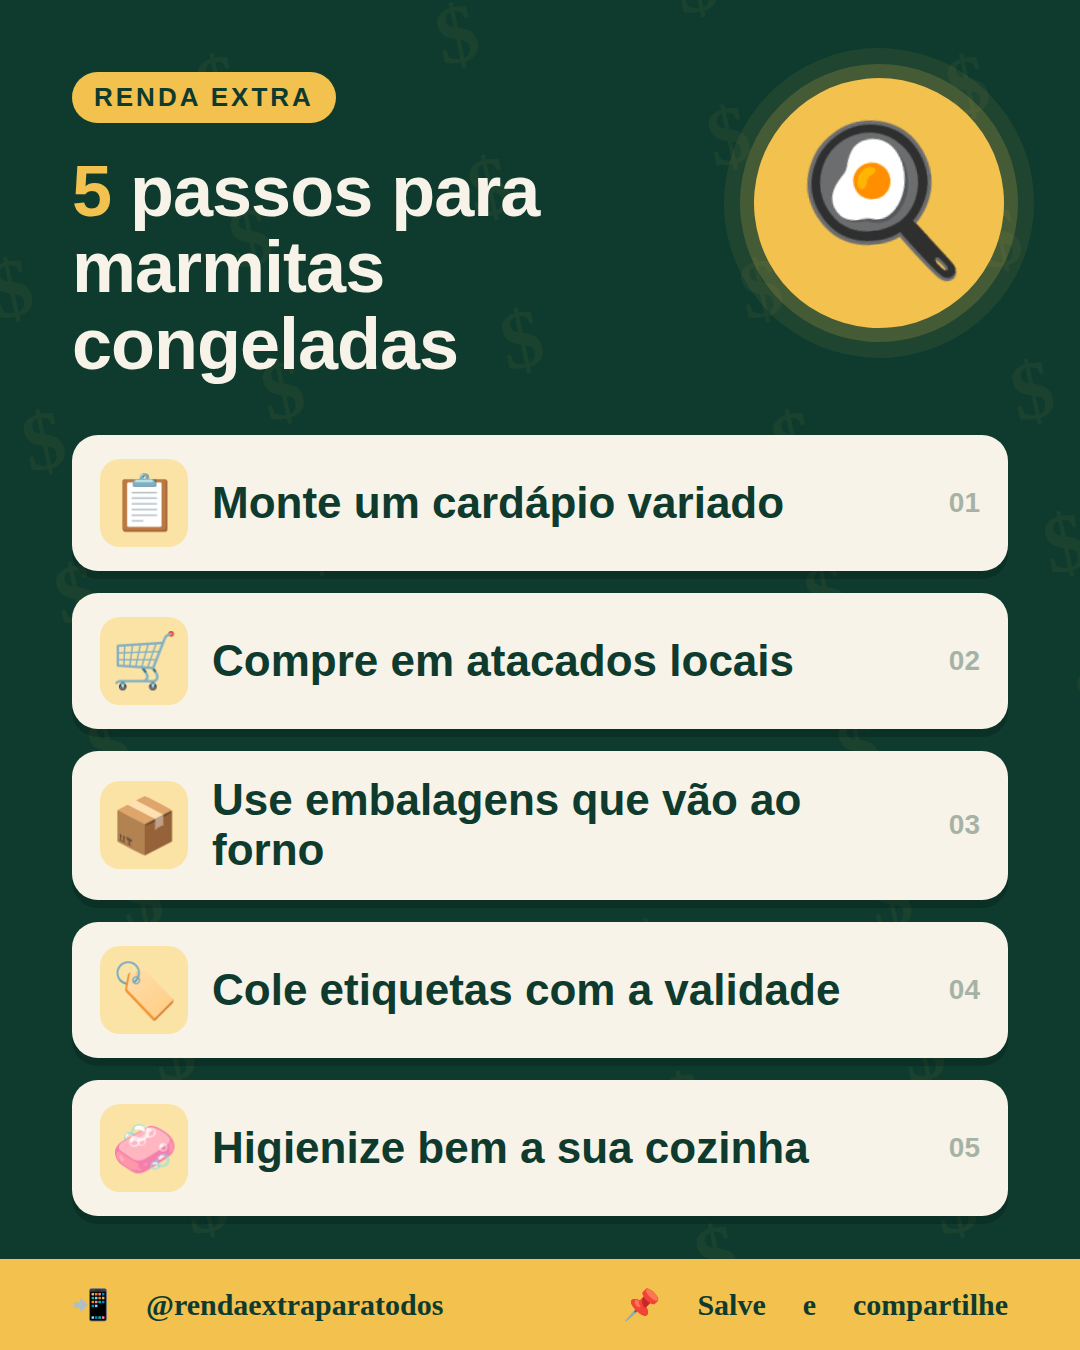 RENDA EXTRA
5 passos para
marmitas
congeladas
Monte um cardápio variado
01
Compre em atacados locais
02
Use embalagens que vão ao
forno
03
Cole etiquetas com a validade
04
Higienize bem a sua cozinha
05
@rendaextraparatodos
Salve e compartilhe